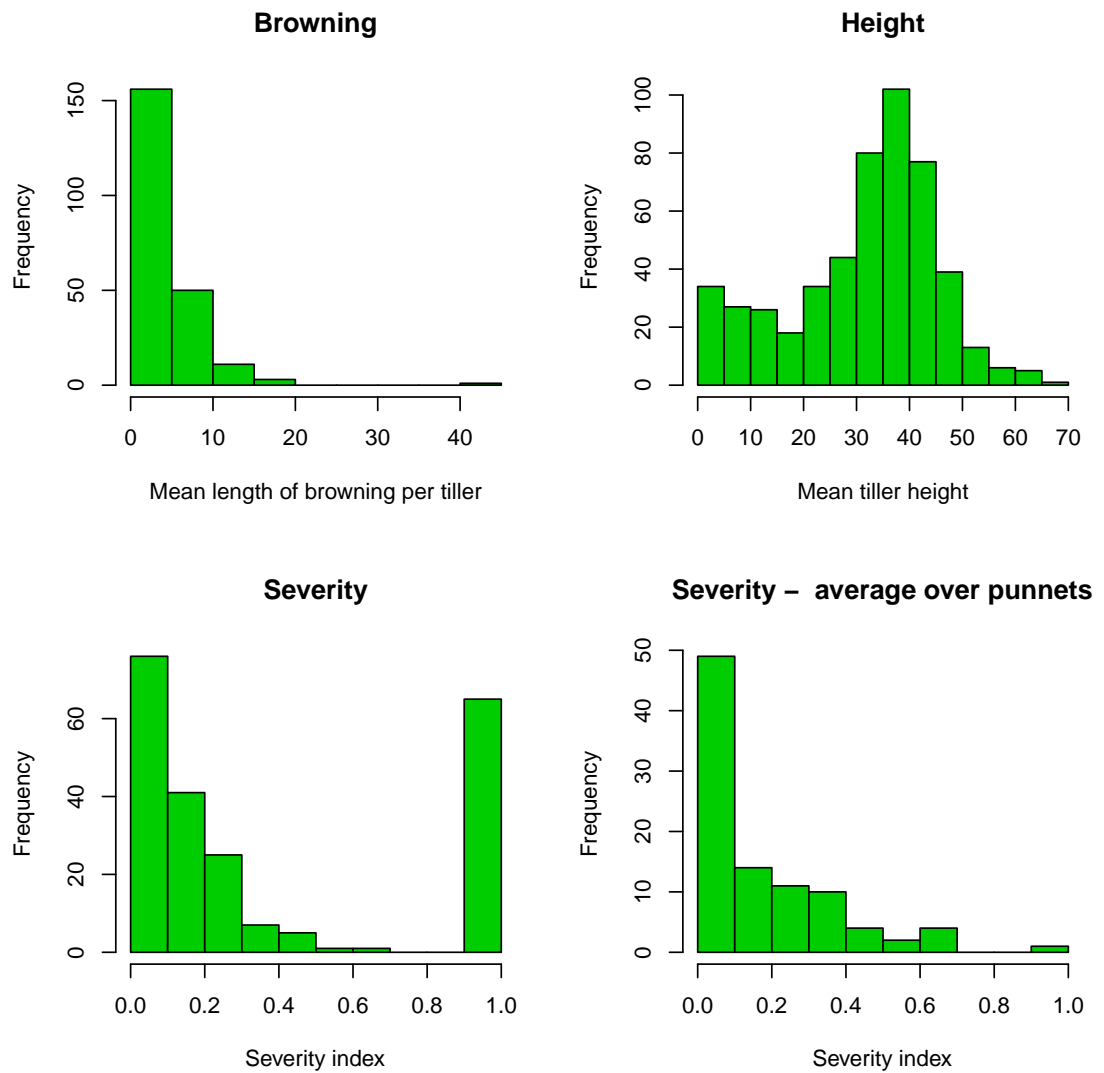 Browning
Frequency
0 50 100 150
0 10 20 30 40
Mean length of browning per tiller
Height
Frequency
0 20 40 60 80 100
0 10 20 30 40 50 60 70
Mean tiller height
Severity
Frequency
0 20 40 60
0.0 0.2 0.4 0.6 0.8 1.0
Severity index
Severity – average over punnets
Frequency
0 10 20 30 40 50
0.0 0.2 0.4 0.6 0.8 1.0
Severity index